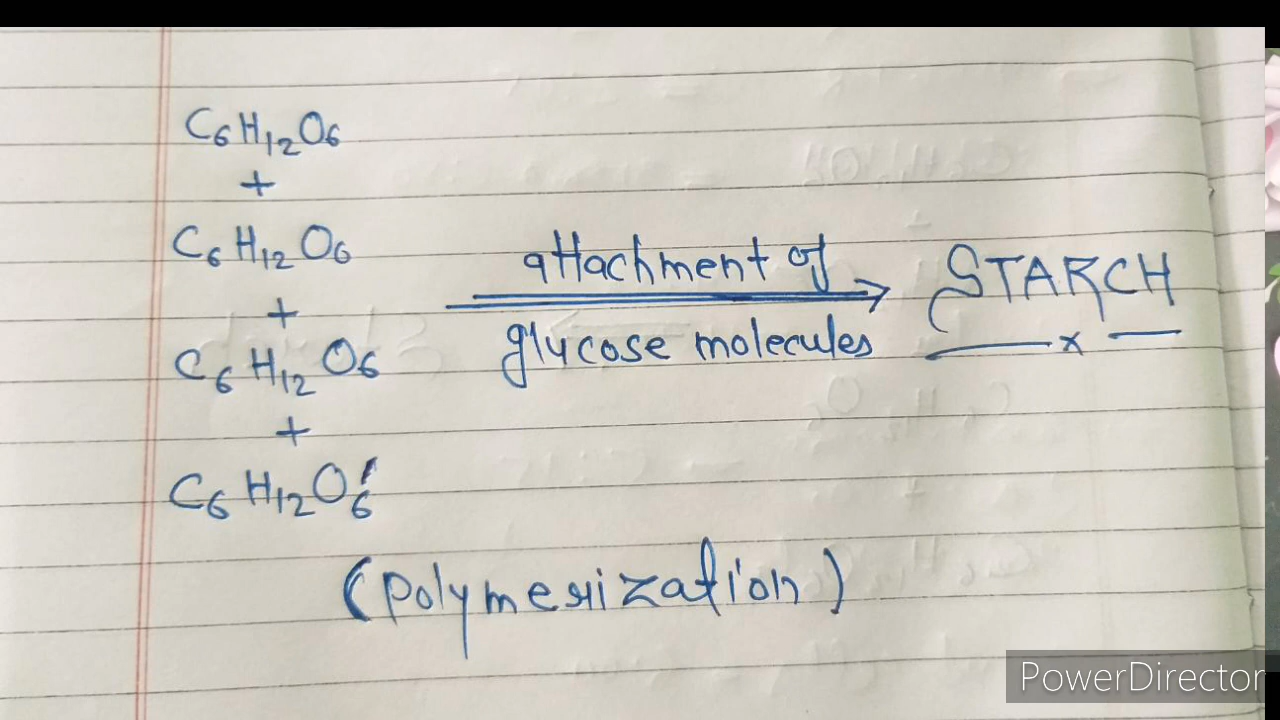 C₆H₁₂O₆
+
C₆H₁₂O₆
+
C₆H₁₂O₆
+
C₆H₁₂O₆
attachment of
glycose molecules
STARCH
x
(Polymerization)
PowerDirector